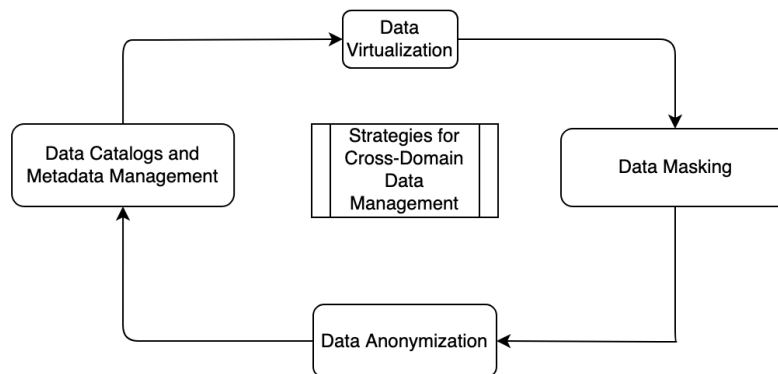 Data
Virtualization
Data Catalogs and
Metadata Management
Strategies for
Cross-Domain
Data
Management
Data Masking
Data Anonymization